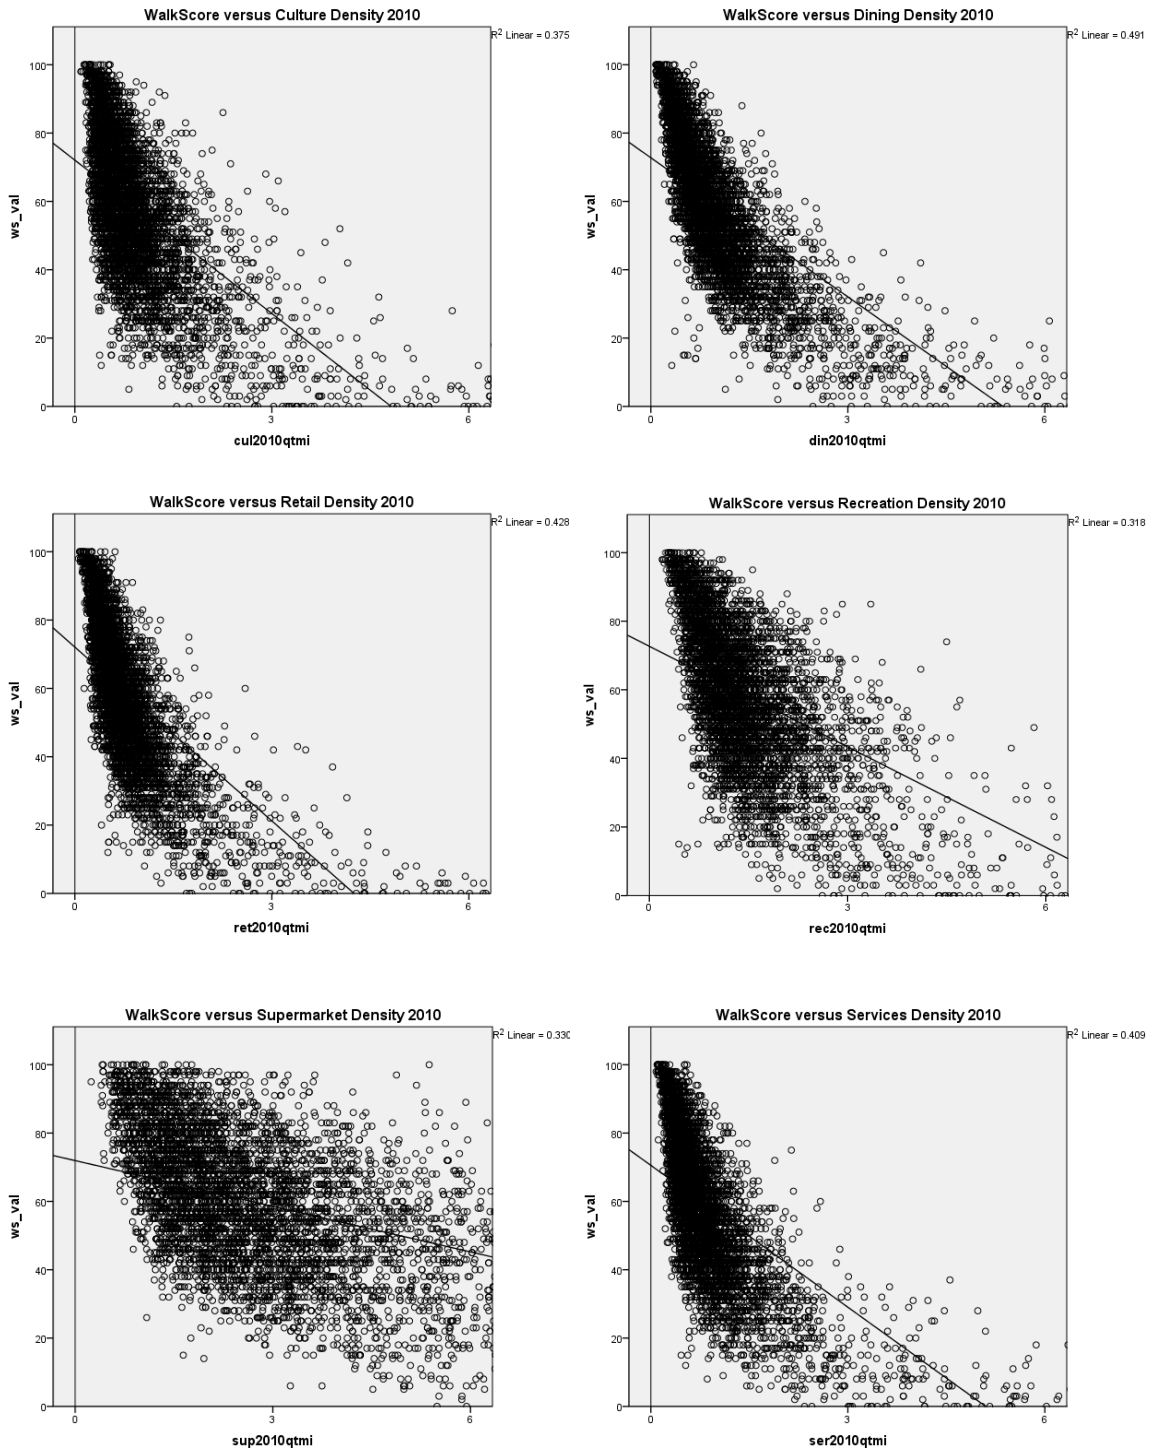 WalkScore versus Culture Density 2010
R2 Linear = 0.375
100
80
60
40
20
0
ws_val
0 3 6
cul2010qtmi
WalkScore versus Dining Density 2010
R2 Linear = 0.491
100
80
60
40
20
0
ws_val
0 3 6
din2010qtmi
WalkScore versus Retail Density 2010
R2 Linear = 0.428
100
80
60
40
20
0
ws_val
0 3 6
ret2010qtmi
WalkScore versus Recreation Density 2010
R2 Linear = 0.318
100
80
60
40
20
0
ws_val
0 3 6
rec2010qtmi
WalkScore versus Supermarket Density 2010
R2 Linear = 0.330
100
80
60
40
20
0
ws_val
0 3 6
sup2010qtmi
WalkScore versus Services Density 2010
R2 Linear = 0.409
100
80
60
40
20
0
ws_val
0 3 6
ser2010qtmi